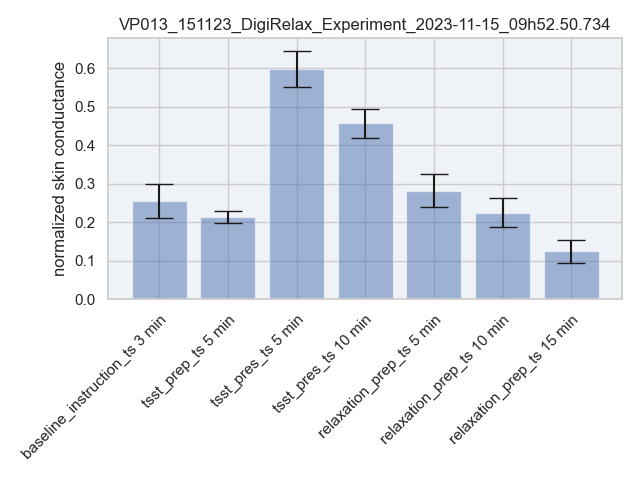 VP013_151123_DigiRelax_Experiment_2023-11-15_09h52.50.734
normalized skin conductance
0.6
0.5
0.4
0.3
0.2
0.1
0.0
baseline_instruction_ts 3 min
tsst_prep_ts 5 min
tsst_pres_ts 5 min
tsst_pres_ts 10 min
relaxation_prep_ts 5 min
relaxation_prep_ts 10 min
relaxation_prep_ts 15 min